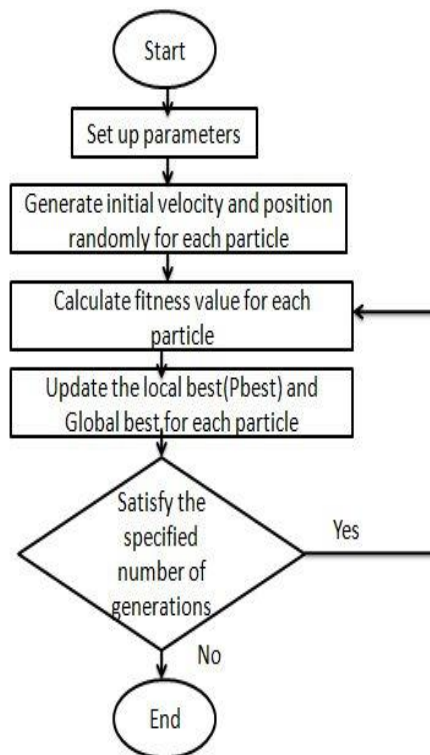 Start
Set up parameters
Generate initial velocity and position
randomly for each particle
Calculate fitness value for each
particle
Update the local best(Pbest) and
Global best for each particle
Satisfy the
specified
number of
generations
Yes
No
End